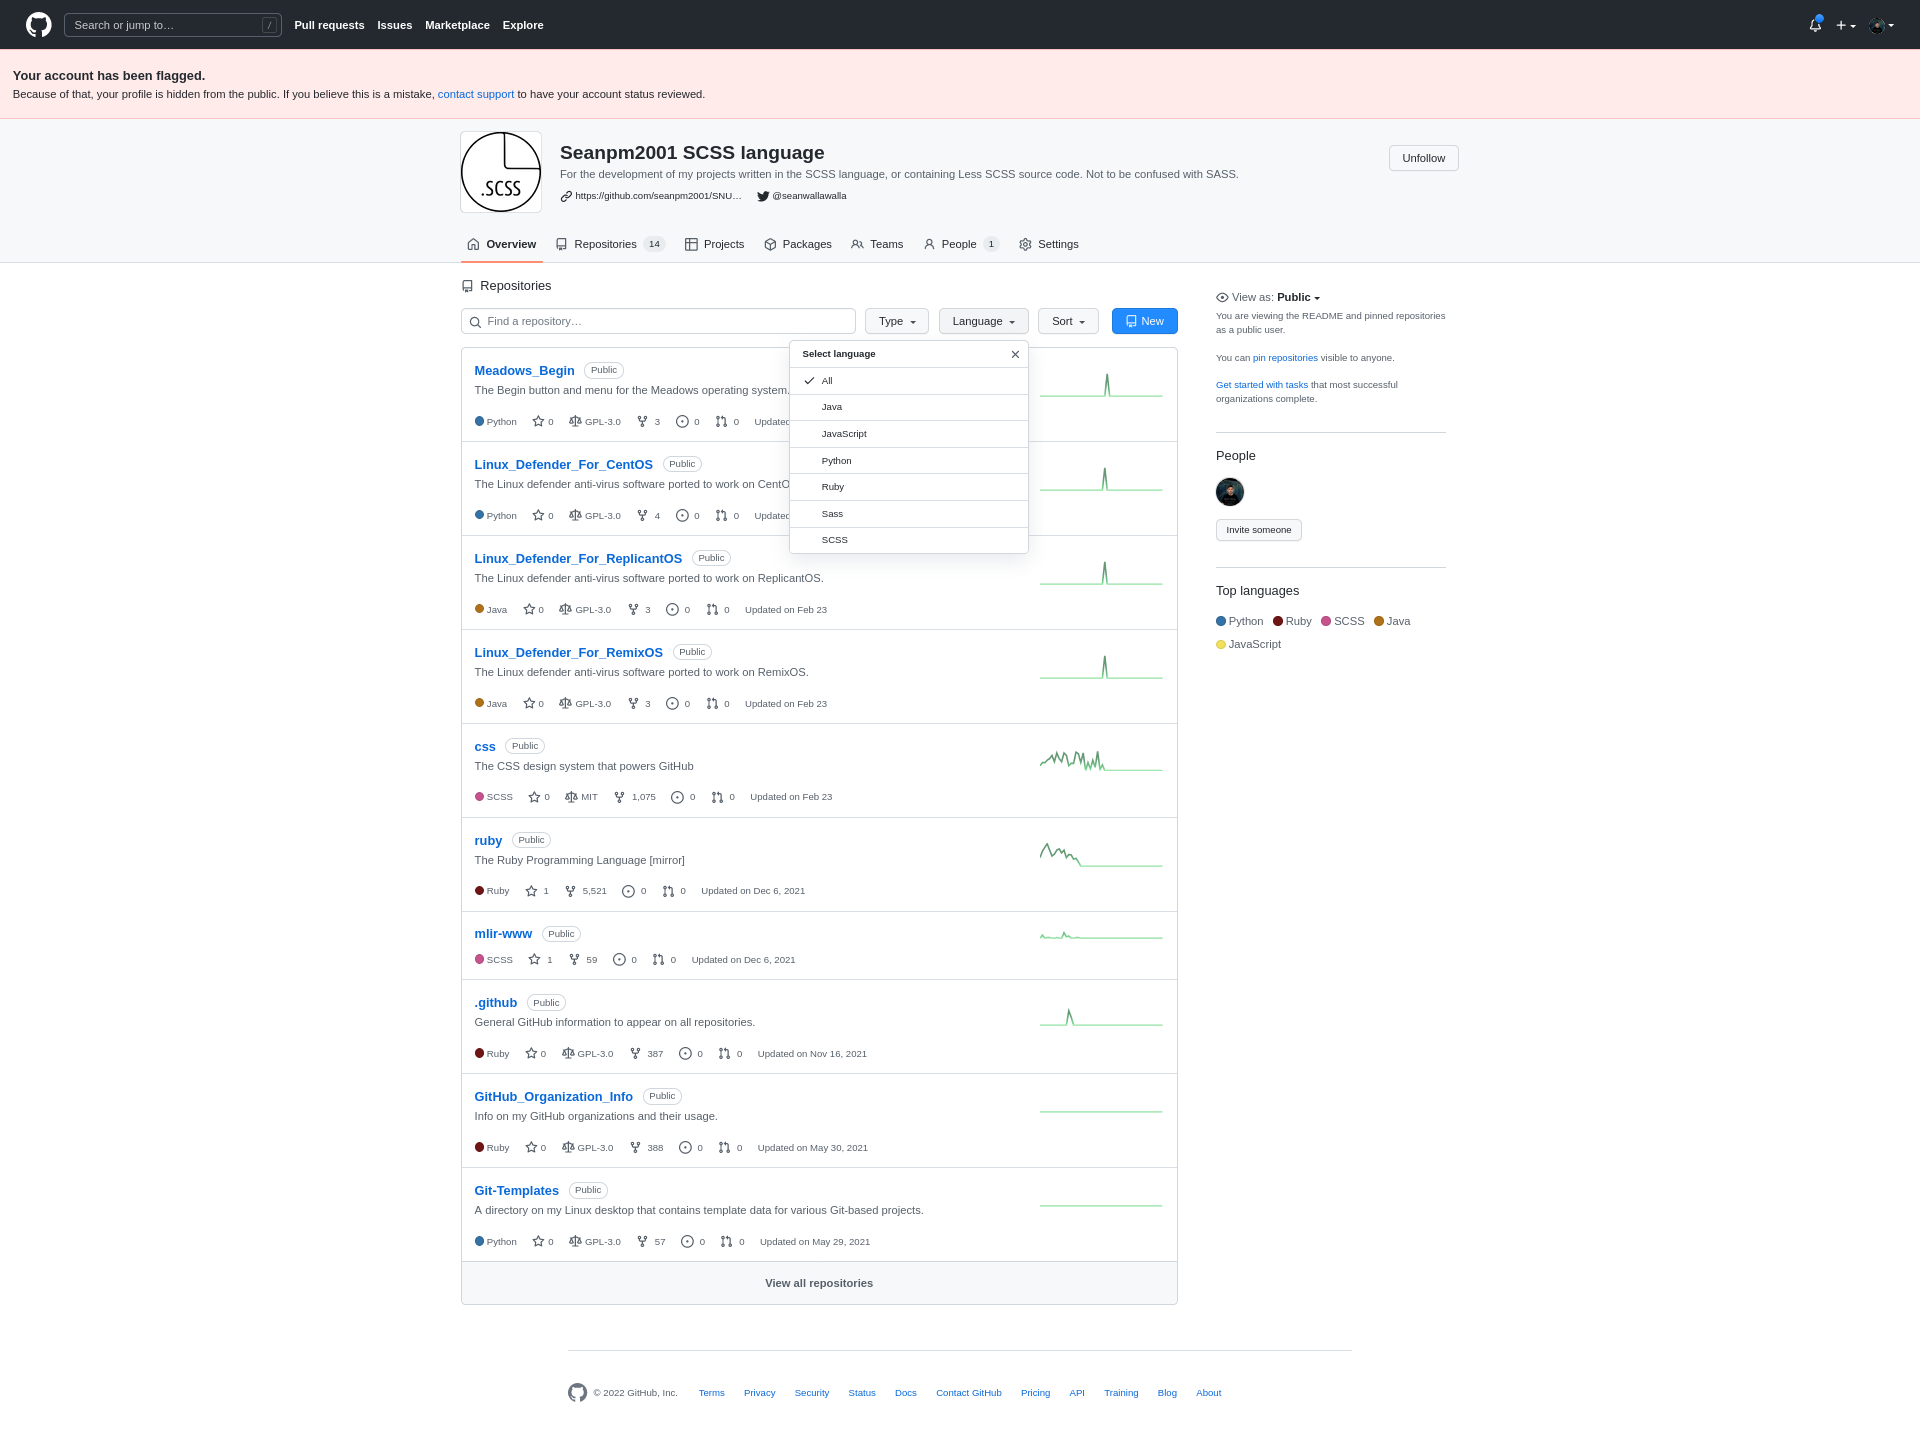 Search or jump to…
/
Pull requests
Issues
Marketplace
Explore
Your account has been flagged.
Because of that, your profile is hidden from the public. If you believe this is a mistake, contact support to have your account status reviewed.
.SCSS
Seanpm2001 SCSS language
Unfollow
For the development of my projects written in the SCSS language, or containing Less SCSS source code. Not to be confused with SASS.
https://github.com/seanpm2001/SNU…
@seanwallawalla
Overview
Repositories 14
Projects
Packages
Teams
People 1
Settings
Repositories
Find a repository…
Type
Language
Sort
New
Select language
All
Java
JavaScript
Python
Ruby
Sass
SCSS
Meadows_Begin Public
The Begin button and menu for the Meadows operating system.
Python 0 GPL-3.0 3 0 0 Updated
Linux_Defender_For_CentOS Public
The Linux defender anti-virus software ported to work on CentO
Python 0 GPL-3.0 4 0 0 Updated
Linux_Defender_For_ReplicantOS Public
The Linux defender anti-virus software ported to work on ReplicantOS.
Java 0 GPL-3.0 3 0 0 Updated on Feb 23
Linux_Defender_For_RemixOS Public
The Linux defender anti-virus software ported to work on RemixOS.
Java 0 GPL-3.0 3 0 0 Updated on Feb 23
css Public
The CSS design system that powers GitHub
SCSS 0 MIT 1,075 0 0 Updated on Feb 23
ruby Public
The Ruby Programming Language [mirror]
Ruby 1 5,521 0 0 Updated on Dec 6, 2021
mlir-www Public
SCSS 1 59 0 0 Updated on Dec 6, 2021
.github Public
General GitHub information to appear on all repositories.
Ruby 0 GPL-3.0 387 0 0 Updated on Nov 16, 2021
GitHub_Organization_Info Public
Info on my GitHub organizations and their usage.
Ruby 0 GPL-3.0 388 0 0 Updated on May 30, 2021
Git-Templates Public
A directory on my Linux desktop that contains template data for various Git-based projects.
Python 0 GPL-3.0 57 0 0 Updated on May 29, 2021
View all repositories
View as: Public
You are viewing the README and pinned repositories
as a public user.
You can pin repositories visible to anyone.
Get started with tasks that most successful
organizations complete.
People
Invite someone
Top languages
Python Ruby SCSS Java
JavaScript
© 2022 GitHub, Inc.
Terms
Privacy
Security
Status
Docs
Contact GitHub
Pricing
API
Training
Blog
About